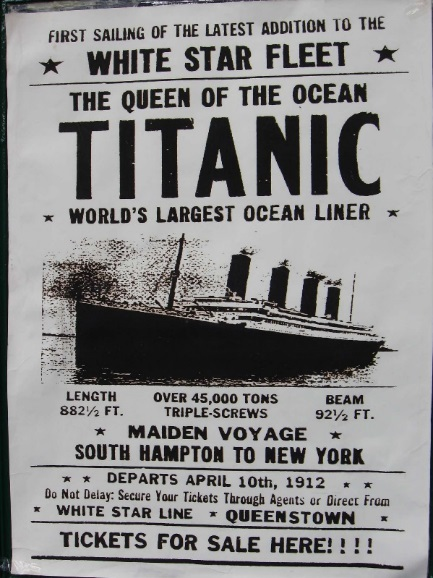 FIRST SAILING OF THE LATEST ADDITION TO THE
★ WHITE STAR FLEET ★
THE QUEEN OF THE OCEAN
TITANIC
★ WORLD'S LARGEST OCEAN LINER ★
LENGTH OVER 45,000 TONS BEAM
882½ FT. TRIPLE-SCREWS 92½ FT.
★ MAIDEN VOYAGE ★
SOUTH HAMPTON TO NEW YORK
★ ★ DEPARTS APRIL 10th, 1912 ★ ★
Do Not Delay: Secure Your Tickets Through Agents or Direct From
★ WHITE STAR LINE ★ QUEENSTOWN ★
TICKETS FOR SALE HERE!!!!